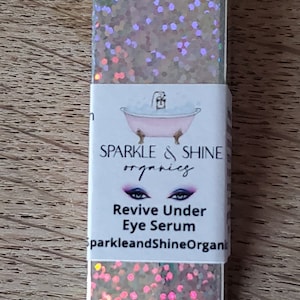 SPARKLE & SHINE
organics
Revive Under
Eye Serum
SparkleandShineOrgani